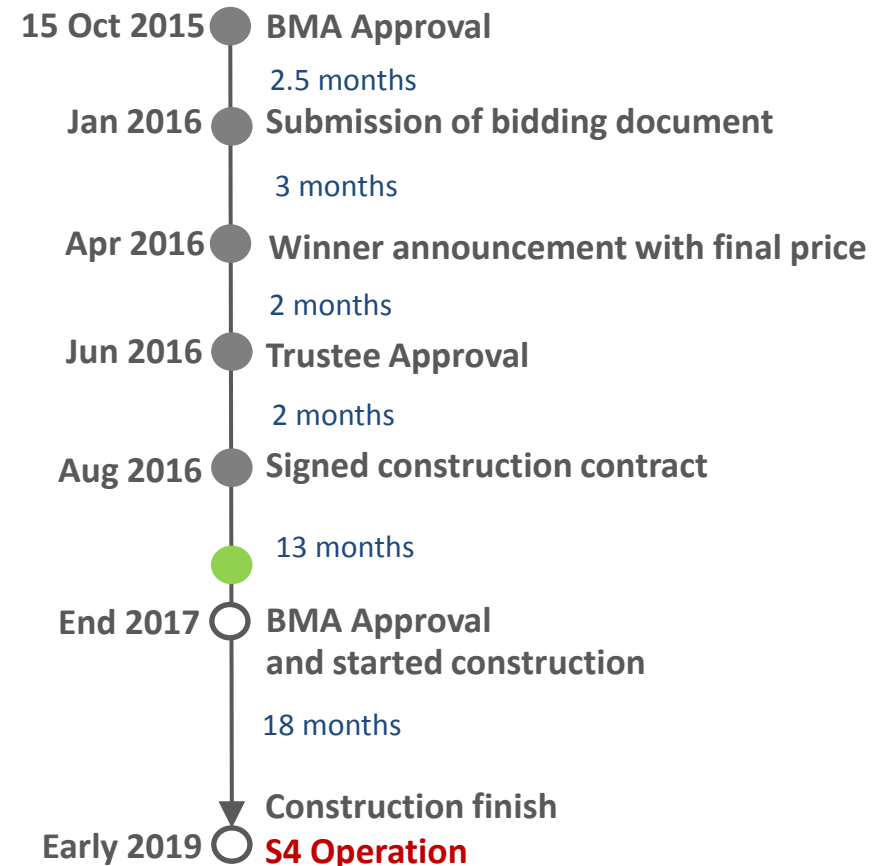 15 Oct 2015 BMA Approval
2.5 months
Jan 2016 Submission of bidding document
3 months
Apr 2016 Winner announcement with final price
2 months
Jun 2016 Trustee Approval
2 months
Aug 2016 Signed construction contract
13 months
End 2017 BMA Approval
and started construction
18 months
Construction finish
Early 2019 S4 Operation